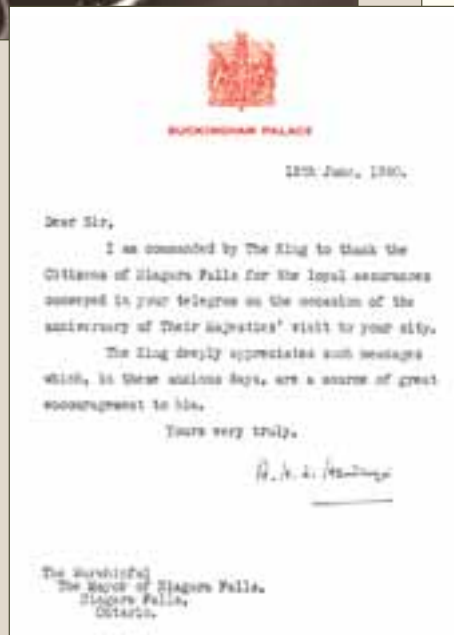 BUCKINGHAM PALACE
June, 1940.
Dear Sir,
I am commanded by The King to thank the
Citizens of Niagara Falls for the loyal assurances
conveyed in your telegram on the occasion of the
anniversary of Their Majesties' visit to your city.
The King deeply appreciates such messages
which, in these anxious days, are a source of great
encouragement to him.
Yours very truly,
The Worshipful
The Mayor of Niagara Falls,
Niagara Falls,
Ontario.